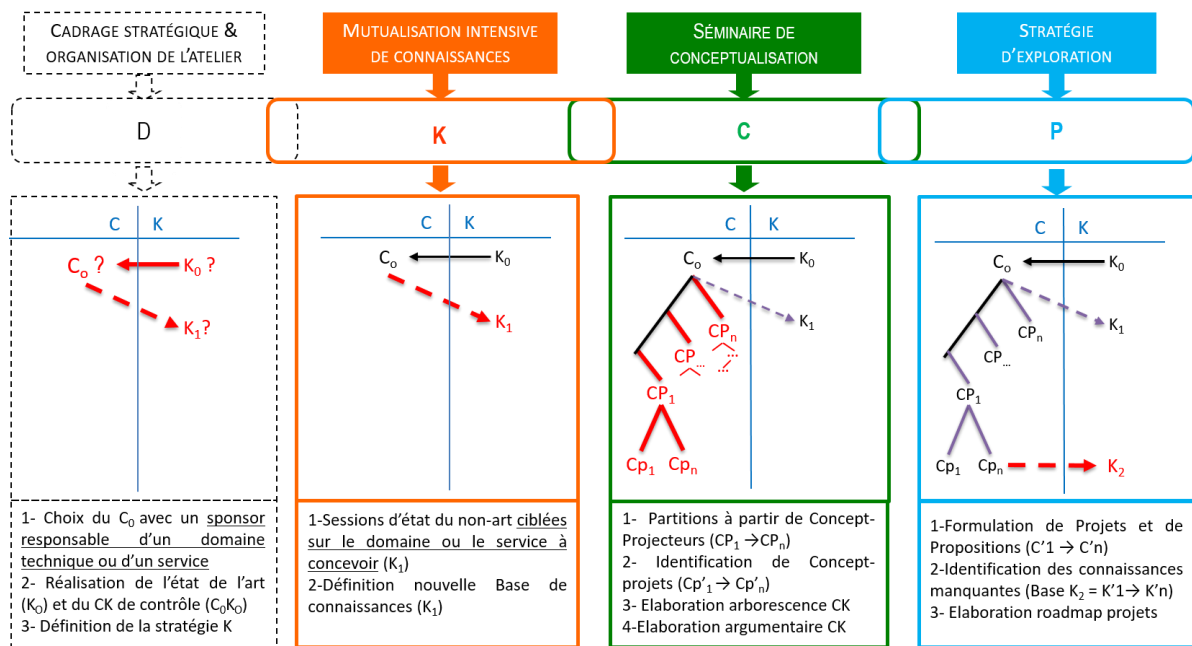 CADRAGE STRATÉGIQUE &
ORGANISATION DE L'ATELIER
MUTUALISATION INTENSIVE
DE CONNAISSANCES
SÉMINAIRE DE
CONCEPTUALISATION
STRATÉGIE
D'EXPLORATION
D
K
C
P
C K
C₀ ? K₀ ?
K₁?
1- Choix du C₀ avec un sponsor
responsable d'un domaine
technique ou d'un service
2- Réalisation de l'état de l'art
(K₀) et du CK de contrôle (C₀K₀)
3- Définition de la stratégie K
C K
C₀ K₀
K₁
1-Sessions d'état du non-art ciblées
sur le domaine ou le service à
concevoir (K₁)
2-Définition nouvelle Base de
connaissances (K₁)
C K
C₀ K₀
K₁
CPₙ
CP...
...
...
CP₁
Cp₁ Cpₙ
1- Partitions à partir de Concept-
Projecteurs (CP₁ →CPₙ)
2- Identification de Concept-
projets (Cp'₁ → Cp'ₙ)
3- Elaboration arborescence CK
4-Elaboration argumentaire CK
C K
C₀ K₀
K₁
CPₙ
CP...
CP₁
Cp₁ Cpₙ K₂
1-Formulation de Projets et de
Propositions (C'1 → C'n)
2-Identification des connaissances
manquantes (Base K₂ = K'1→ K'n)
3- Elaboration roadmap projets